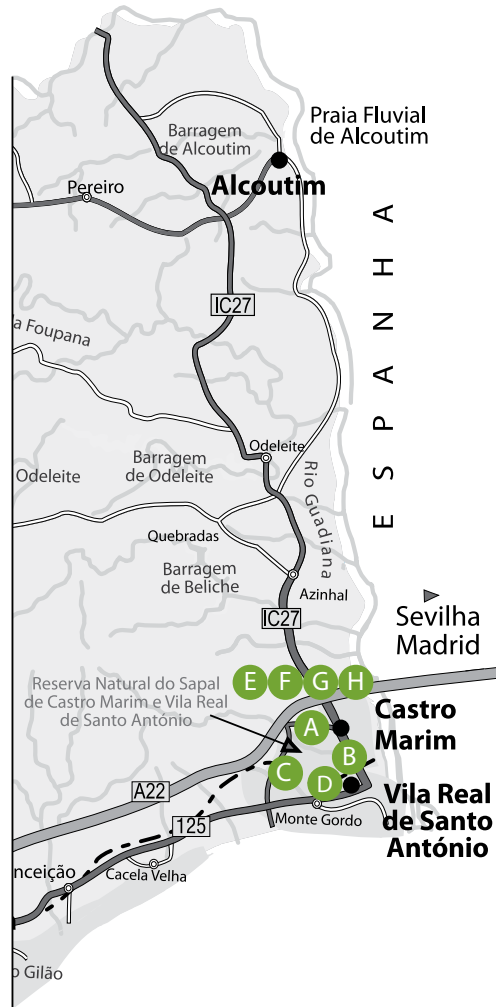 Praia Fluvial
de Alcoutim
Barragem
de Alcoutim
Alcoutim
Pereiro
ESPANHA
IC27
la Foupana
Odeleite
Barragem
de Odeleite
Odeleite
Rio Guadiana
Quebradas
Barragem
de Beliche
Azinhal
IC27
Sevilha
Madrid
E F G H
Reserva Natural do Sapal
de Castro Marim e Vila Real
de Santo António
A
Castro
Marim
B
C
D
Vila Real
de Santo
António
A22
125
Monte Gordo
nceição
Cacela Velha
o Gilão